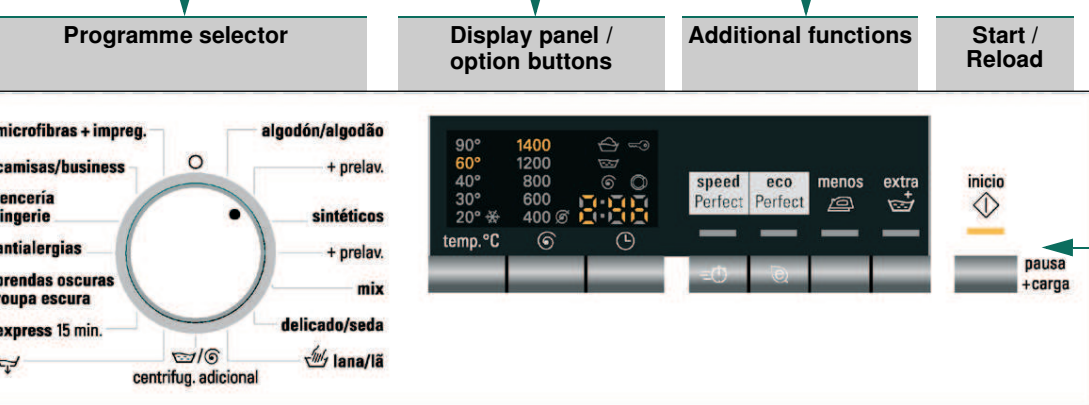 Programme selector
Display panel /
option buttons
Additional functions
Start /
Reload
microfibras + impreg.
camisas/business
lencería
lingerie
antialergias
prendas oscuras
roupa escura
express 15 min.
algodón/algodão
+ prelav.
sintéticos
+ prelav.
mix
delicado/seda
lana/lã
centrifug. adicional
90° 1400
60° 1200
40° 800
30° 600
20° 400
temp.°C
speed
Perfect
eco
Perfect
menos
extra
inicio
pausa
+carga